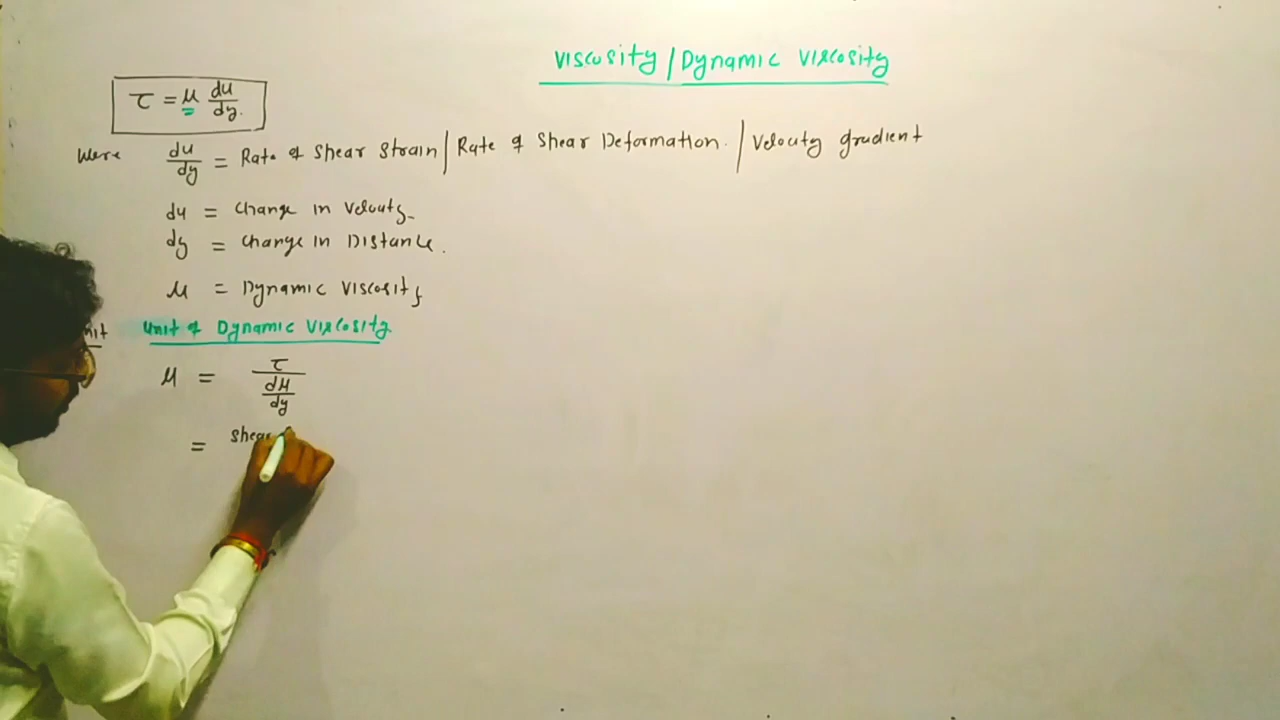 Viscosity / Dynamic Viscosity
τ = μ du/dy.
Were du/dy = Rate of Shear Strain / Rate of Shear Deformation. / Velocity gradient
du = Change in Velocity
dy = Change in Distance.
μ = Dynamic Viscosity
Unit of Dynamic Viscosity
μ = τ / du/dy
= Shear